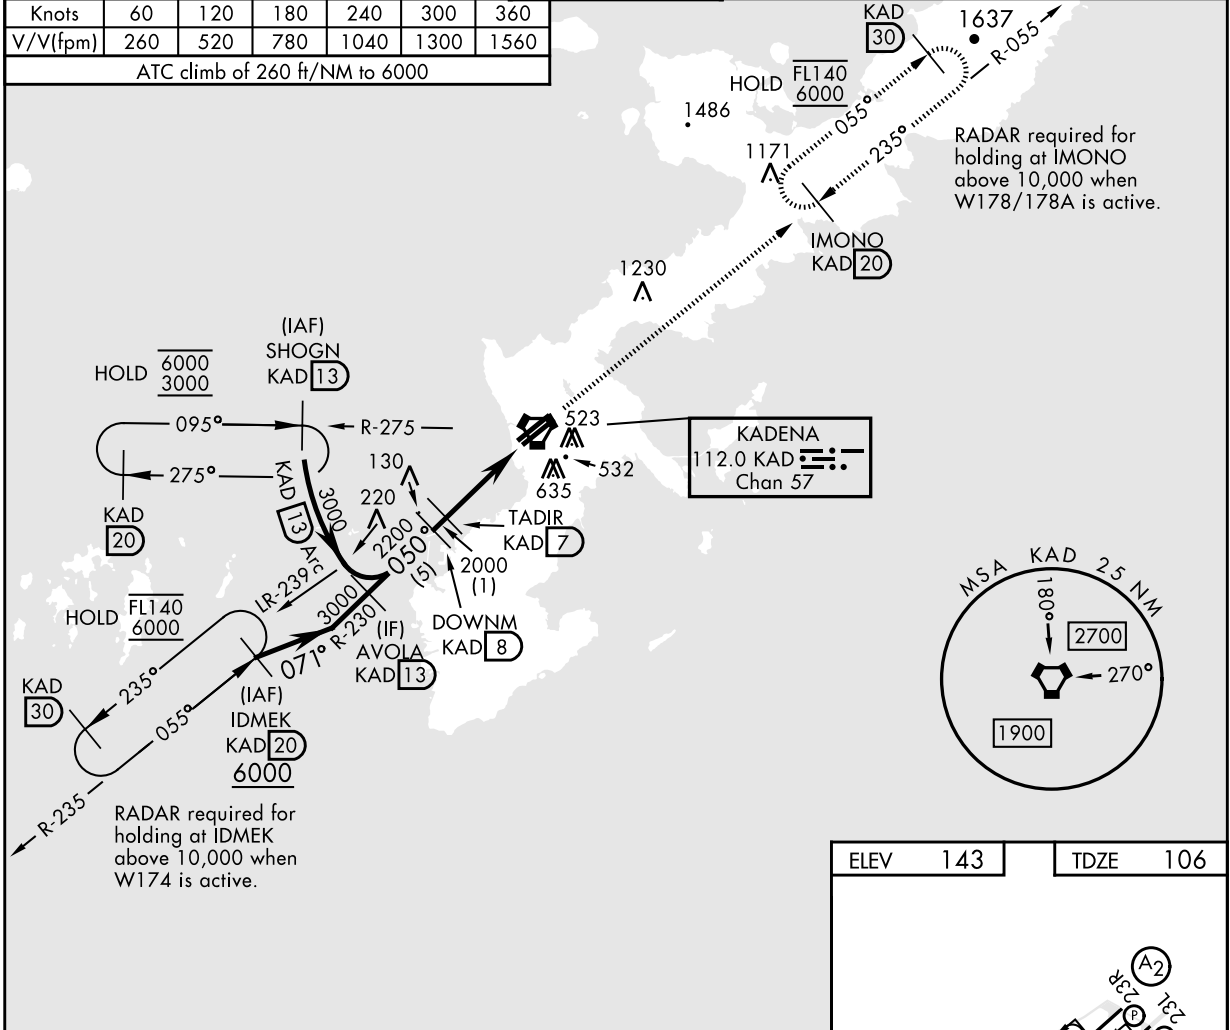 Knots 60 120 180 240 300 360
V/V(fpm) 260 520 780 1040 1300 1560
ATC climb of 260 ft/NM to 6000
KAD
30
1637
R-055
HOLD FL140
6000
1486
055°
235°
1171
RADAR required for
holding at IMONO
above 10,000 when
W178/178A is active.
IMONO
KAD 20
1230
(IAF)
SHOGN
KAD 13
HOLD 6000
3000
095°
R-275
275°
KAD
20
523
532
635
KADENA
112.0 KAD
Chan 57
130
220
KAD 13 Arc
3000
2200
050°
(5)
TADIR
KAD 7
2000
(1)
DOWNM
KAD 8
LR-239
3000
R-230
071°
(IF)
AVOLA
KAD 13
HOLD FL140
6000
235°
055°
KAD
30
(IAF)
IDMEK
KAD 20
6000
R-235
RADAR required for
holding at IDMEK
above 10,000 when
W174 is active.
MSA KAD 25 NM
180°
2700
270°
1900
ELEV 143
TDZE 106
A2
23R
23L
P